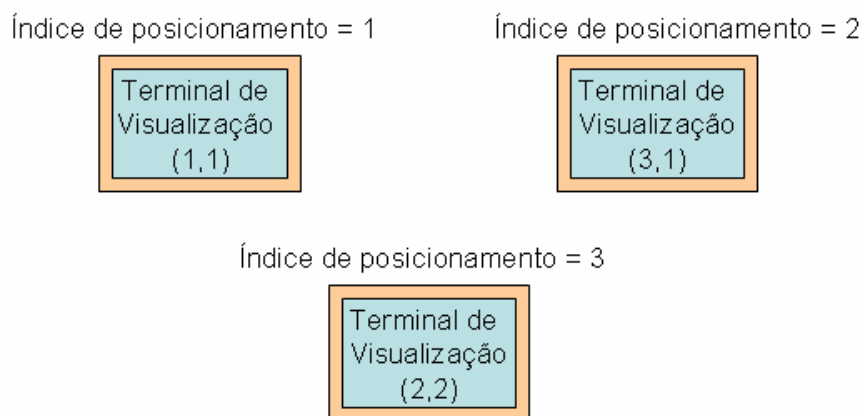 Índice de posicionamento = 1
Terminal de
Visualização
(1,1)
Índice de posicionamento = 2
Terminal de
Visualização
(3,1)
Índice de posicionamento = 3
Terminal de
Visualização
(2,2)